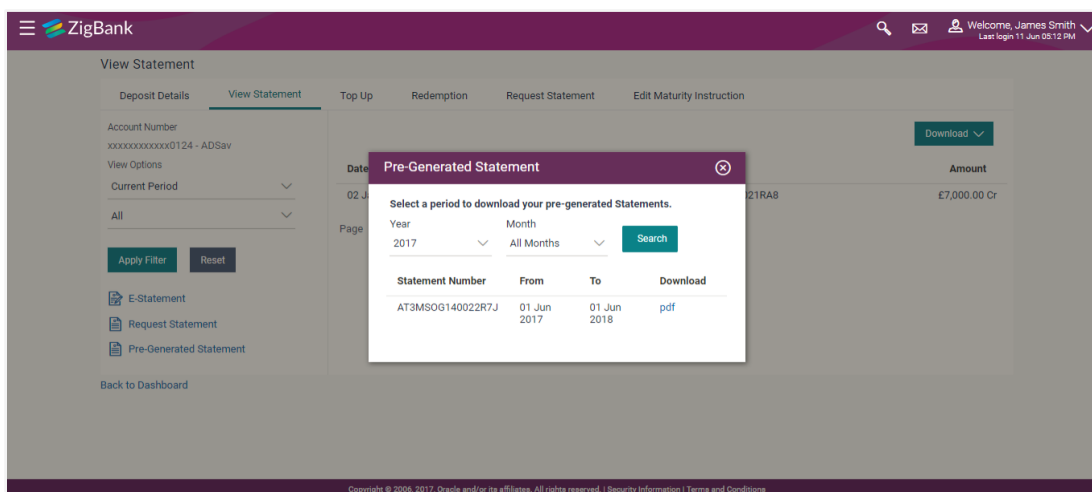 ZigBank
Welcome, James Smith
Last login 11 Jun 05:12 PM
View Statement
Deposit Details View Statement Top Up Redemption Request Statement Edit Maturity Instruction
Account Number
xxxxxxxxxxxx0124 - ADSav
View Options
Current Period
All
Apply Filter Reset
E-Statement
Request Statement
Pre-Generated Statement
Back to Dashboard
Download
Date Amount
02 J 021RA8 £7,000.00 Cr
Page
Pre-Generated Statement
Select a period to download your pre-generated Statements.
Year Month
2017 All Months Search
Statement Number From To Download
AT3MSOG140022R7J 01 Jun 2017 01 Jun 2018 pdf
Copyright © 2006, 2017, Oracle and/or its affiliates. All rights reserved. | Security Information | Terms and Conditions